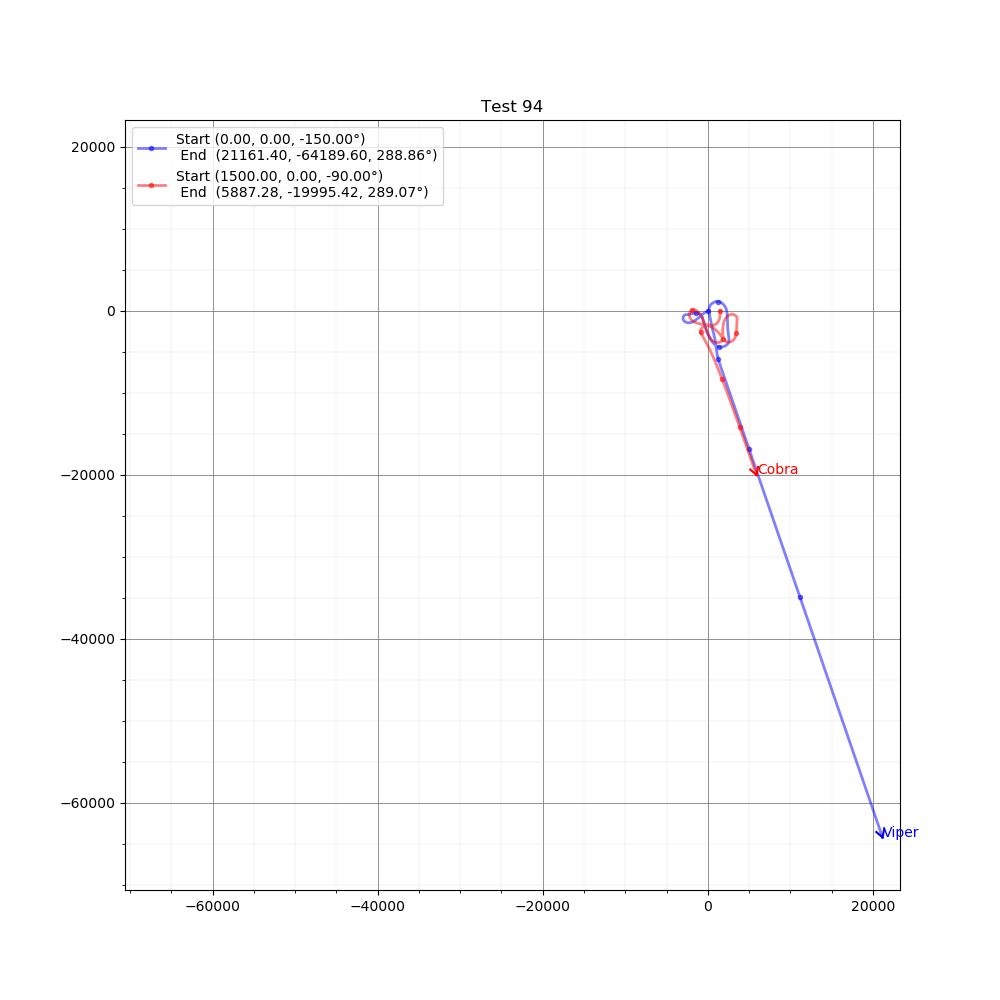 Test 94
Start (0.00, 0.00, -150.00°)
End  (21161.40, -64189.60, 288.86°)
Start (1500.00, 0.00, -90.00°)
End  (5887.28, -19995.42, 289.07°)
20000
0
−20000
−40000
−60000
Cobra
Viper
−60000
−40000
−20000
0
20000